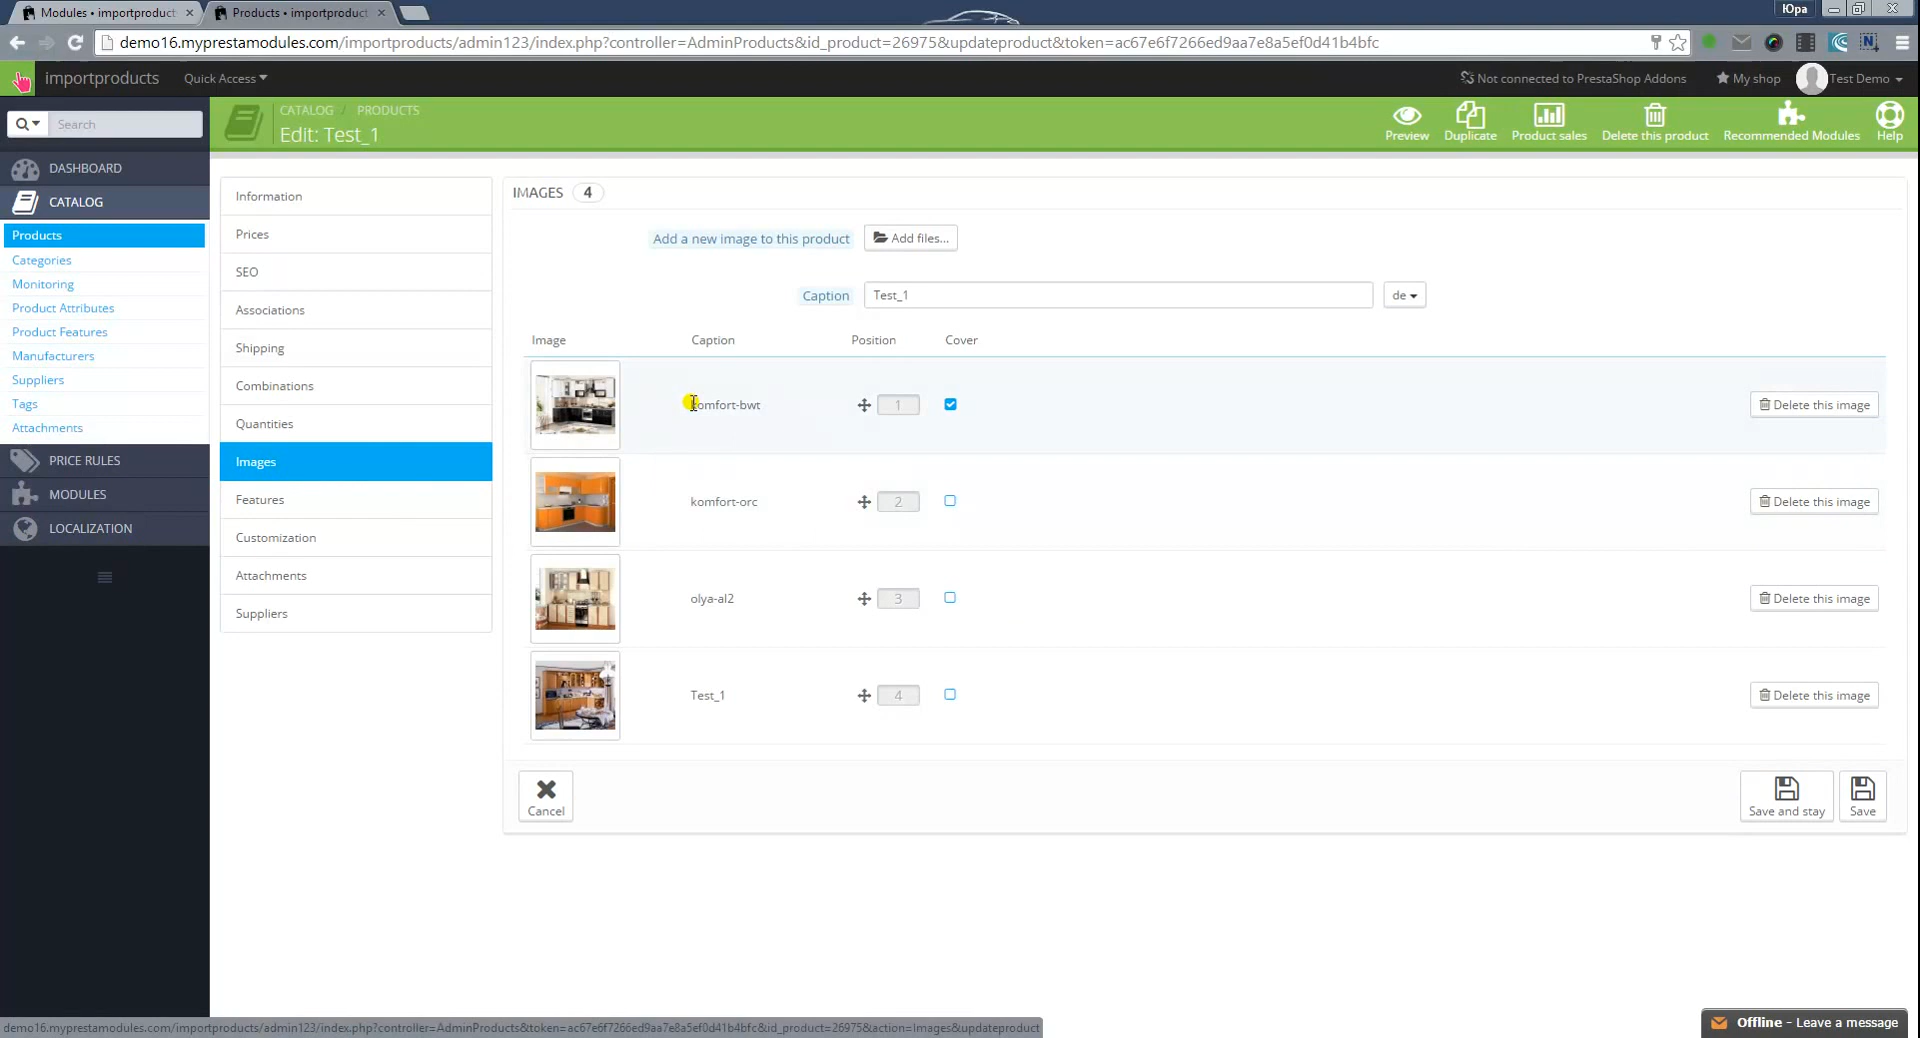 Modules • importproduct
Products • importproduct
Юра
demo16.myprestamodules.com/importproducts/admin123/index.php?controller=AdminProducts&id_product=26975&updateproduct&token=ac67e6f7266ed9aa7e8a5ef0d41b4bfc
importproducts
Quick Access
Not connected to PrestaShop Addons
My shop
Test Demo
Search
CATALOG / PRODUCTS
Edit: Test_1
Preview
Duplicate
Product sales
Delete this product
Recommended Modules
Help
DASHBOARD
CATALOG
Products
Categories
Monitoring
Product Attributes
Product Features
Manufacturers
Suppliers
Tags
Attachments
PRICE RULES
MODULES
LOCALIZATION
Information
Prices
SEO
Associations
Shipping
Combinations
Quantities
Images
Features
Customization
Attachments
Suppliers
IMAGES 4
Add a new image to this product
Add files...
Caption
Test_1
de
Image Caption Position Cover
komfort-bwt 1 Delete this image
komfort-orc 2 Delete this image
olya-al2 3 Delete this image
Test_1 4 Delete this image
Cancel
Save and stay
Save
demo16.myprestamodules.com/importproducts/admin123/index.php?controller=AdminProducts&token=ac67e6f7266ed9aa7e8a5ef0d41b4bfc&id_product=26975&action=Images&updateproduct
Offline - Leave a message